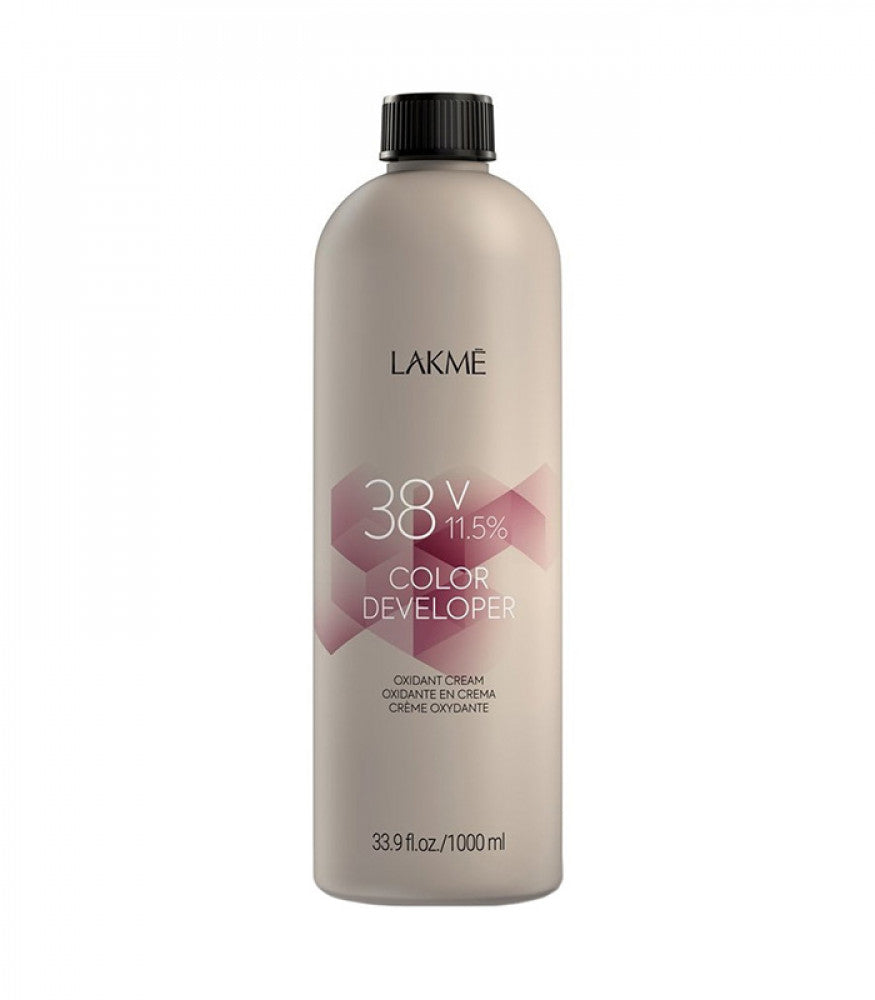 LAKMĒ
38 V
11.5%
COLOR
DEVELOPER
OXIDANT CREAM
OXIDANTE EN CREMA
CRÈME OXYDANTE
33.9 fl.oz./1000 ml